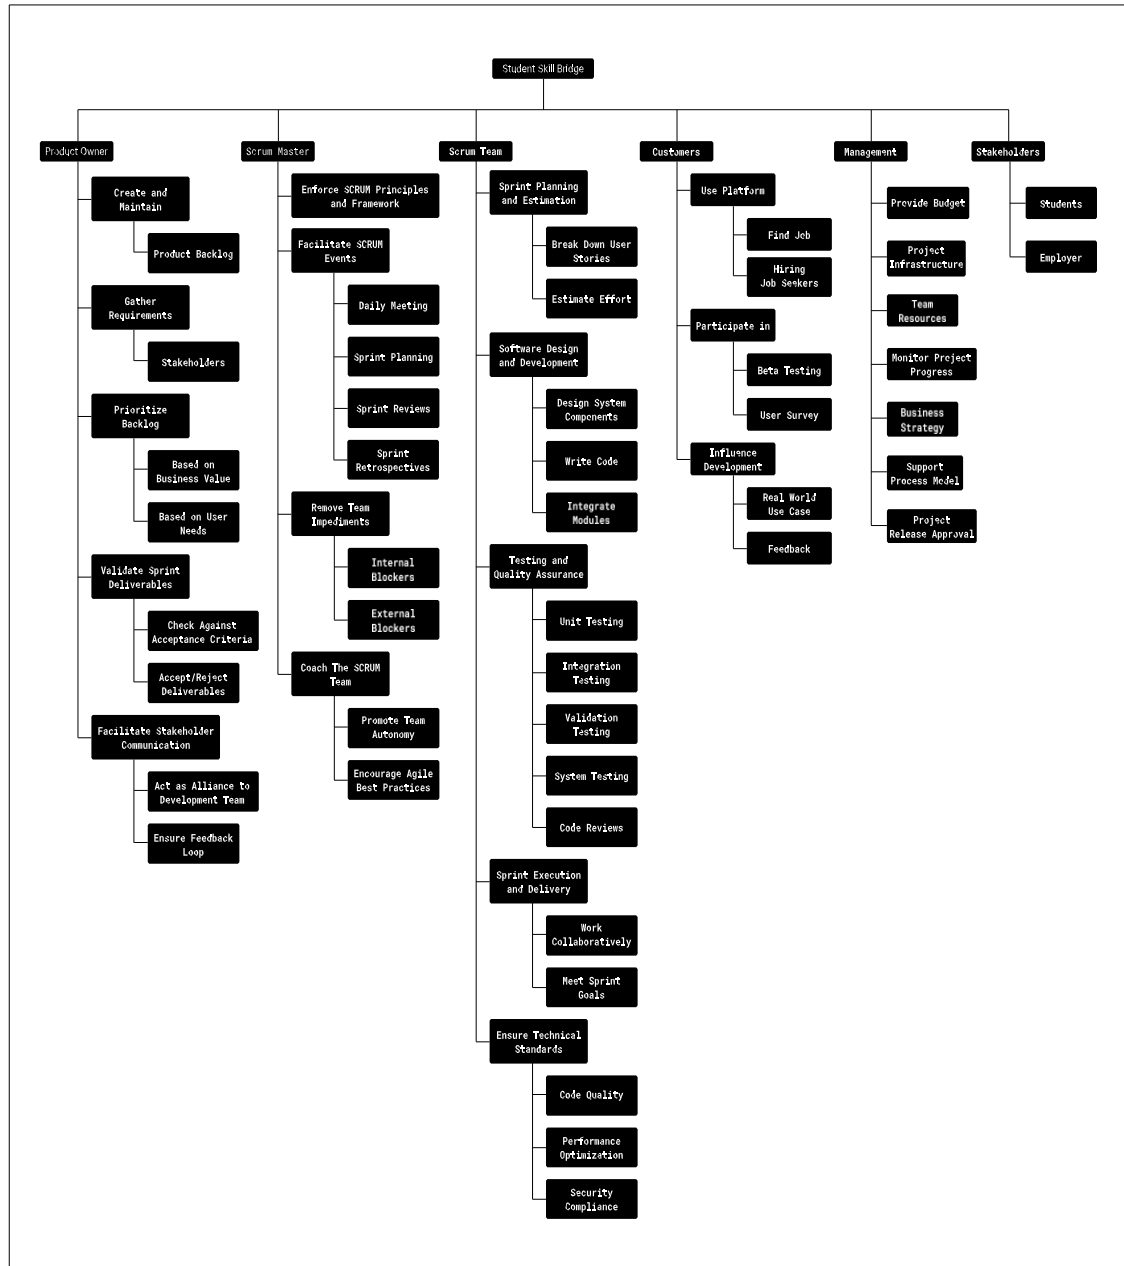 Student Skill Bridge
Product Owner
Create and
Maintain
Product Backlog
Gather
Requirements
Stakeholders
Prioritize
Backlog
Based on
Business Value
Based on User
Needs
Validate Sprint
Deliverables
Check Against
Acceptance Criteria
Accept/Reject
Deliverables
Facilitate Stakeholder
Communication
Act as Alliance to
Development Team
Ensure Feedback
Loop
Scrum Master
Enforce SCRUM Principles
and Framework
Facilitate SCRUM
Events
Daily Meeting
Sprint Planning
Sprint Reviews
Sprint
Retrospectives
Remove Team
Impediments
Internal
Blockers
External
Blockers
Coach The SCRUM
Team
Promote Team
Autonomy
Encourage Agile
Best Practices
Scrum Team
Sprint Planning
and Estimation
Break Down User
Stories
Estimate Effort
Software Design
and Development
Design System
Components
Write Code
Integrate
Modules
Testing and
Quality Assurance
Unit Testing
Integration
Testing
Validation
Testing
System Testing
Code Reviews
Sprint Execution
and Delivery
Work
Collaboratively
Meet Sprint
Goals
Ensure Technical
Standards
Code Quality
Performance
Optimization
Security
Compliance
Customers
Use Platform
Find Job
Hiring
Job Seekers
Participate in
Beta Testing
User Survey
Influence
Development
Real World
Use Case
Feedback
Management
Provide Budget
Project
Infrastructure
Team
Resources
Monitor Project
Progress
Business
Strategy
Support
Process Model
Project
Release Approval
Stakeholders
Students
Employer